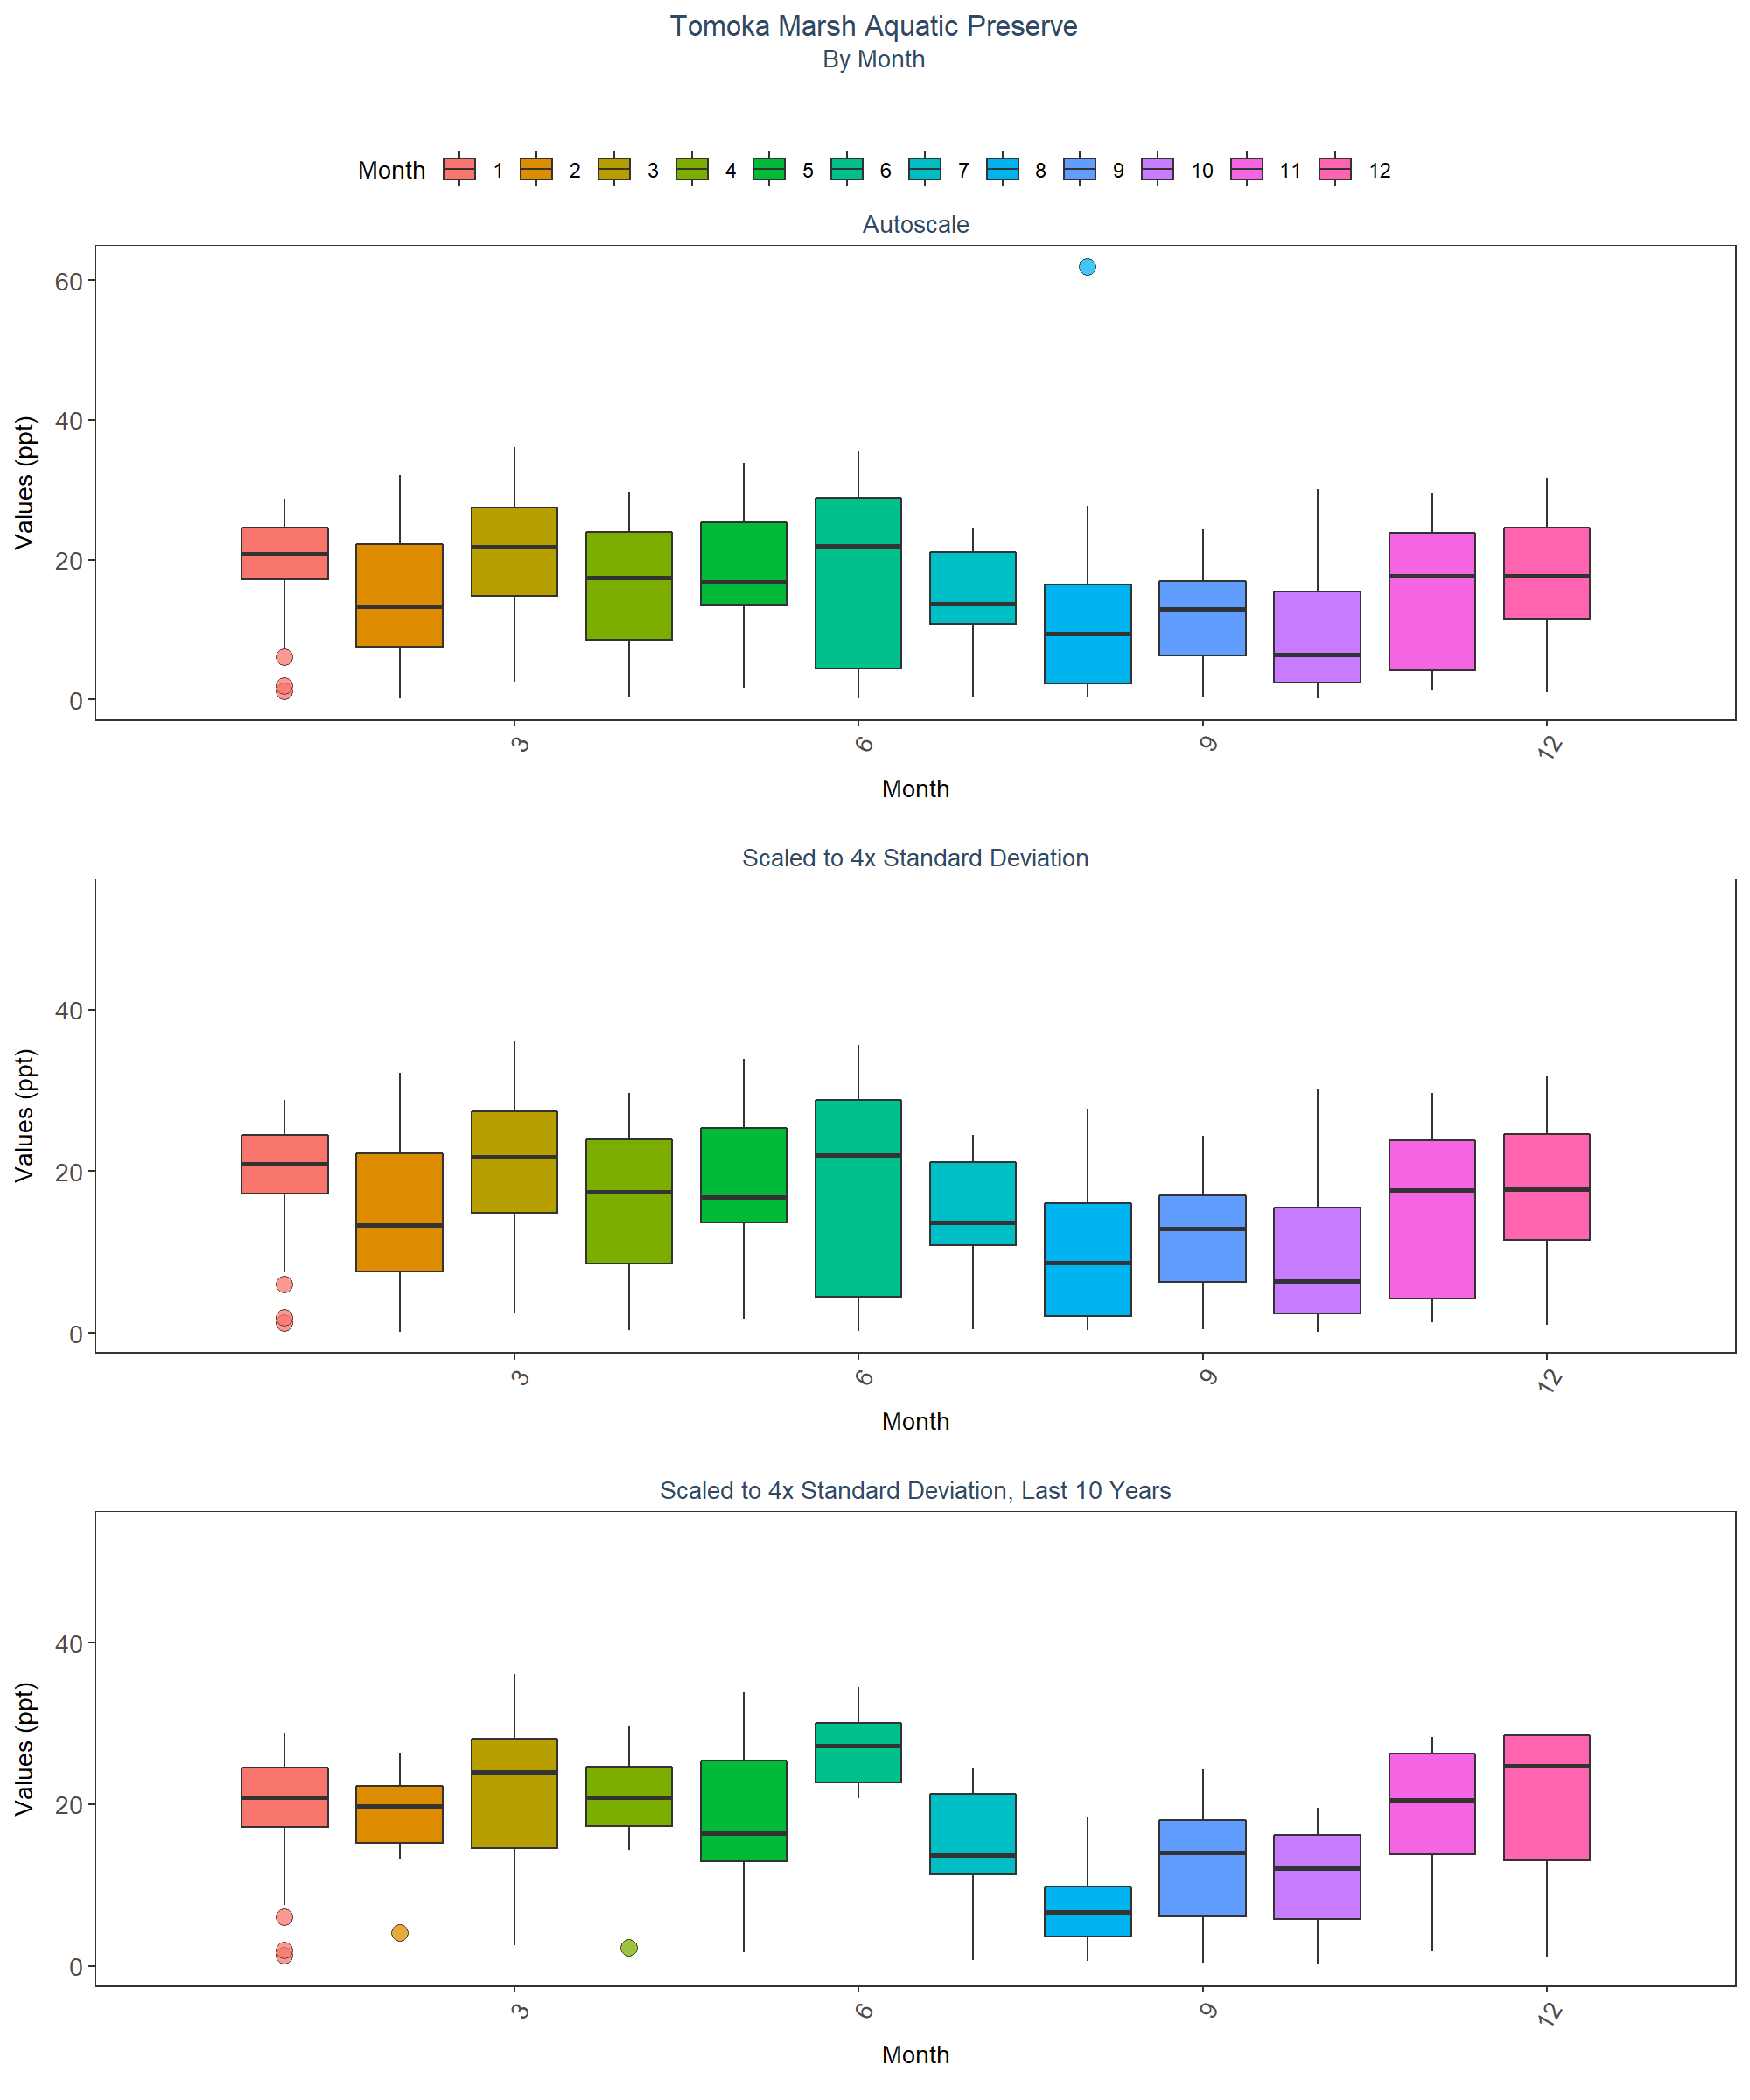 Tomoka Marsh Aquatic Preserve
By Month
Month 1 2 3 4 5 6 7 8 9 10 11 12
Autoscale
Values (ppt)
60
40
20
0
3 6 9 12
Month
Scaled to 4x Standard Deviation
Values (ppt)
40
20
0
3 6 9 12
Month
Scaled to 4x Standard Deviation, Last 10 Years
Values (ppt)
40
20
0
3 6 9 12
Month